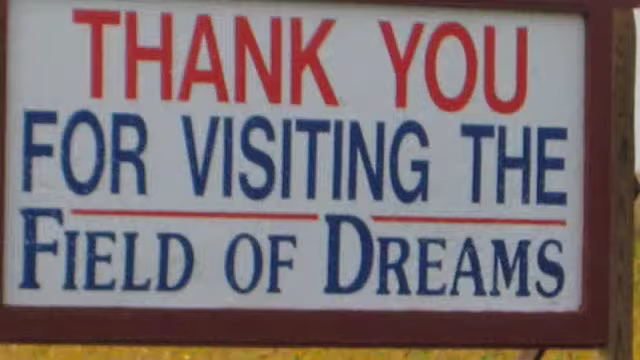 THANK YOU
FOR VISITING THE
FIELD OF DREAMS